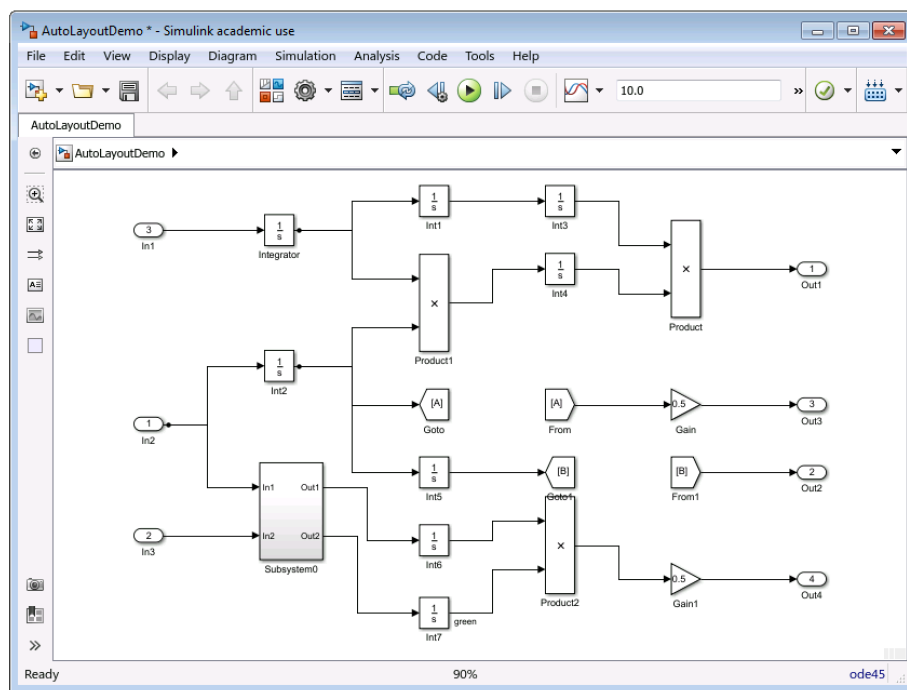 AutoLayoutDemo * - Simulink academic use
File Edit View Display Diagram Simulation Analysis Code Tools Help
10.0 »
AutoLayoutDemo
AutoLayoutDemo
1
s
Int1
1
s
Int3
3
In1
1
s
Integrator
×
Product1
1
s
Int4
×
Product
1
Out1
1
s
Int2
[A]
Goto
[A]
From
0.5
Gain
3
Out3
1
In2
In1 Out1
In2 Out2
Subsystem0
1
s
Int5
[B]
Goto1
[B]
From1
2
Out2
2
In3
1
s
Int6
×
Product2
0.5
Gain1
4
Out4
1
s
Int7
green
Ready 90% ode45